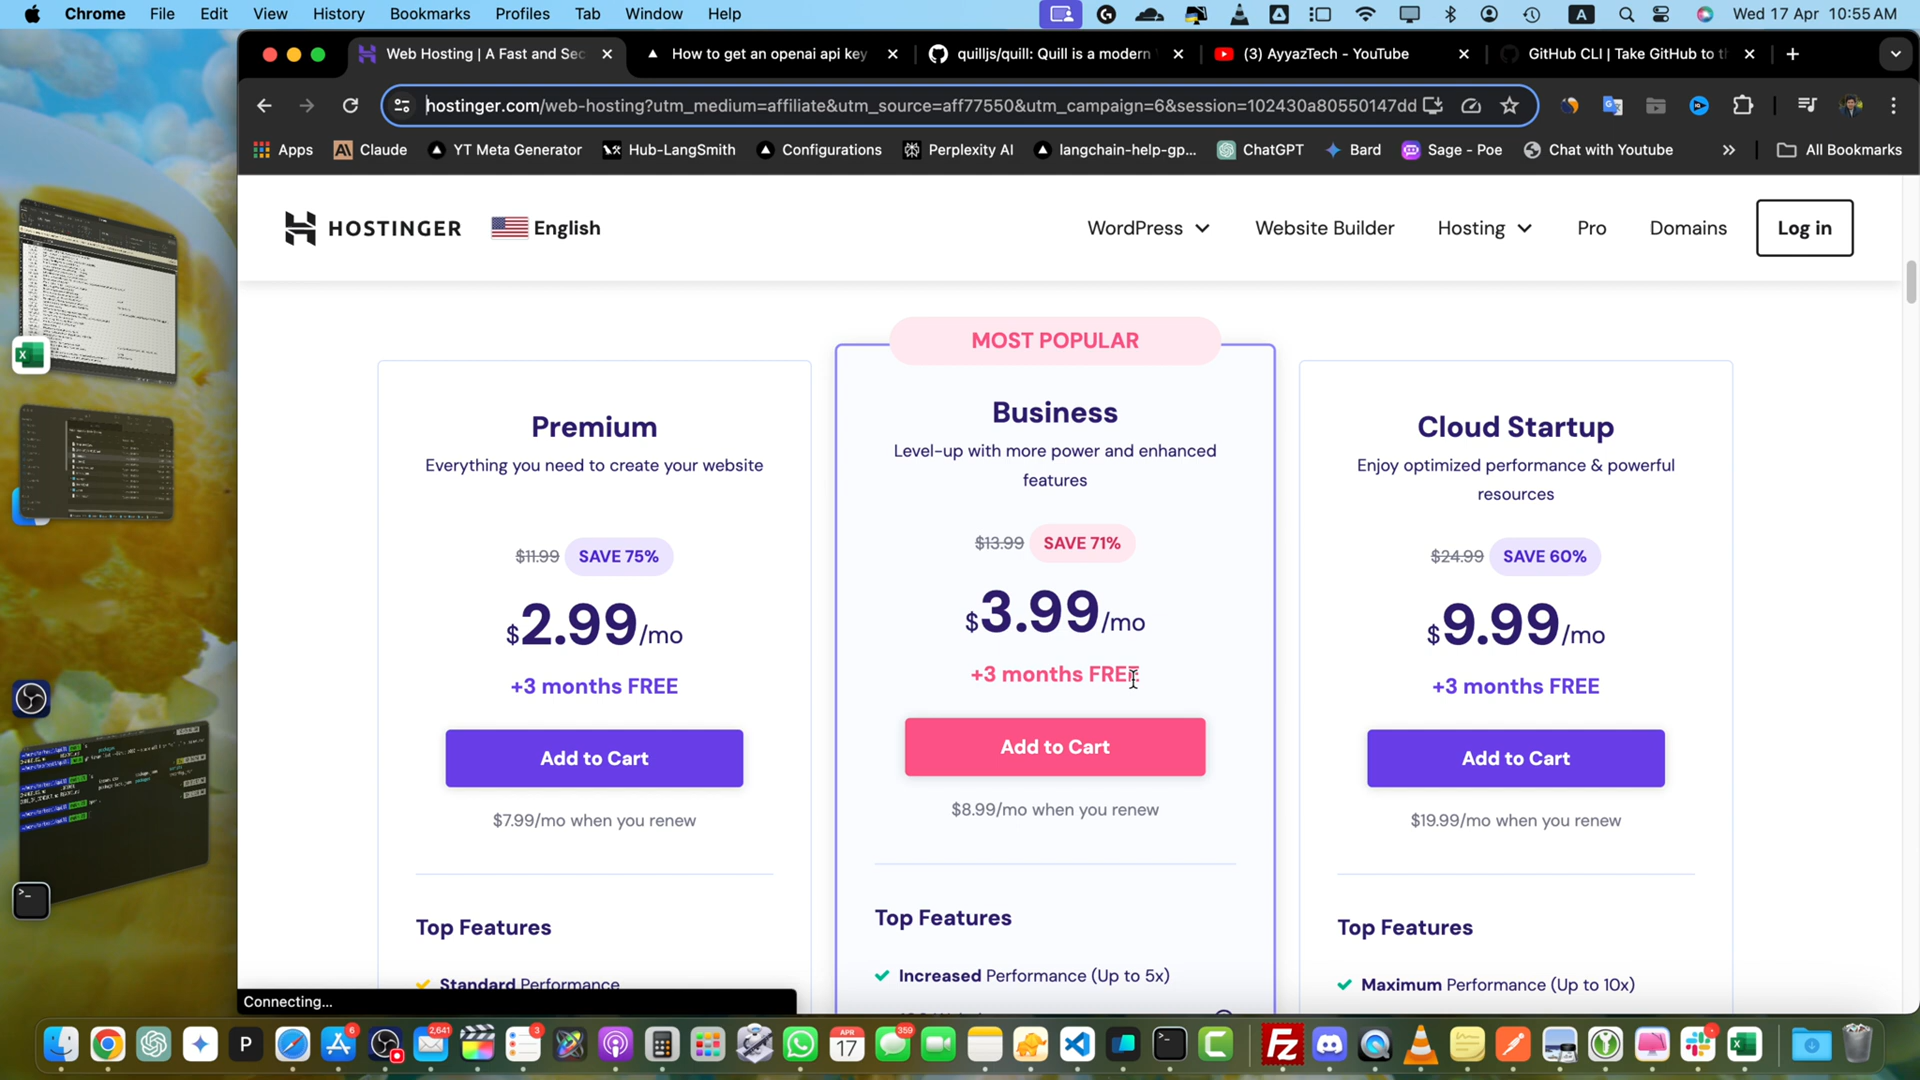 Chrome File Edit View History Bookmarks Profiles Tab Window Help
A
Wed 17 Apr 10:55 AM
Web Hosting | A Fast and Sec
How to get an openai api key
quilljs/quill: Quill is a modern
(3) AyyazTech - YouTube
GitHub CLI | Take GitHub to t
hostinger.com/web-hosting?utm_medium=affiliate&utm_source=aff77550&utm_campaign=6&session=102430a80550147dd
Apps Claude YT Meta Generator Hub-LangSmith Configurations Perplexity AI langchain-help-gp... ChatGPT Bard Sage - Poe Chat with Youtube All Bookmarks
HOSTINGER
English
WordPress
Website Builder
Hosting
Pro
Domains
Log in
Premium
Everything you need to create your website
$11.99 SAVE 75%
$2.99/mo
+3 months FREE
Add to Cart
$7.99/mo when you renew
Top Features
Standard Performance
MOST POPULAR
Business
Level-up with more power and enhanced
features
$13.99 SAVE 71%
$3.99/mo
+3 months FREE
Add to Cart
$8.99/mo when you renew
Top Features
Increased Performance (Up to 5x)
Cloud Startup
Enjoy optimized performance & powerful
resources
$24.99 SAVE 60%
$9.99/mo
+3 months FREE
Add to Cart
$19.99/mo when you renew
Top Features
Maximum Performance (Up to 10x)
Connecting...
6
2,641
3
APR
17
359
P
Fz